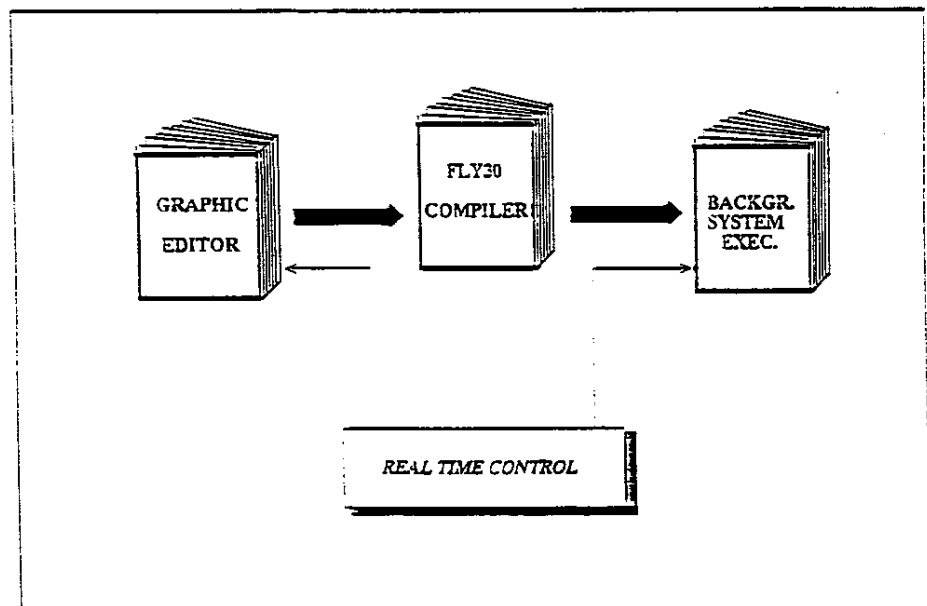 GRAPHIC
EDITOR
FLY30
COMPILER
BACKGR.
SYSTEM
EXEC.
REAL TIME CONTROL